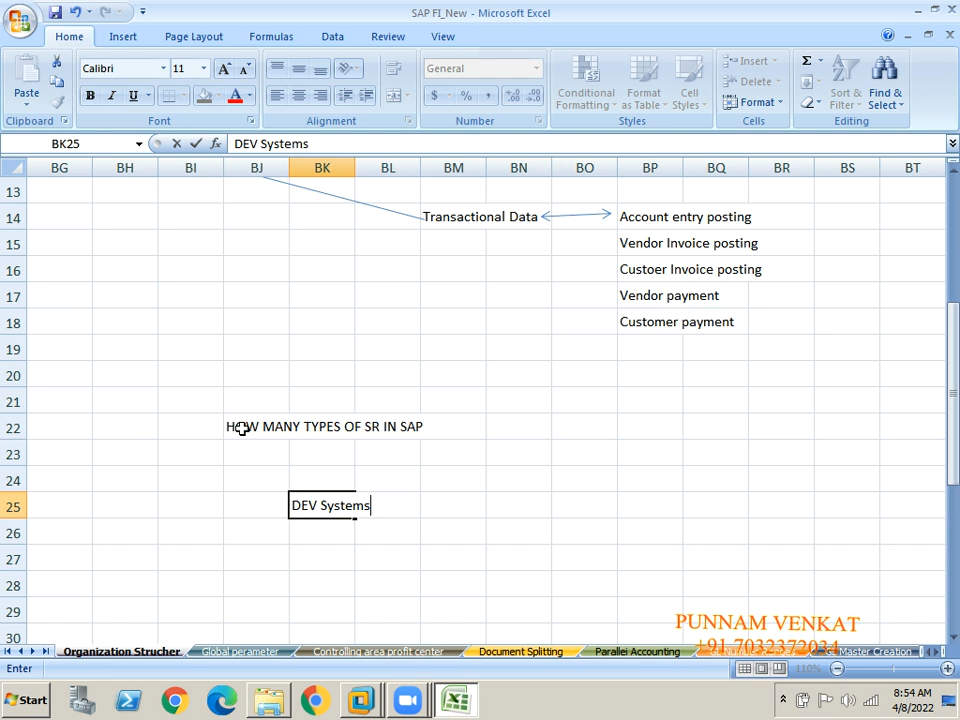 SAP FI_New - Microsoft Excel
Home Insert Page Layout Formulas Data Review View
Paste
Calibri 11
General
Conditional Formatting
Format as Table
Cell Styles
Insert
Delete
Format
Sort & Filter
Find & Select
Clipboard Font Alignment Number Styles Cells Editing
BK25 fx DEV Systems
BG BH BI BJ BK BL BM BN BO BP BQ BR BS BT
13
14 Transactional Data Account entry posting
15 Vendor Invoice posting
16 Custoer Invoice posting
17 Vendor payment
18 Customer payment
19
20
21
22 HOW MANY TYPES OF SR IN SAP
23
24
25 DEV Systems
26
27
28
29
30
PUNNAM VENKAT
+91 7032372034
Organization Strucher Global perameter Controlling area profit center Document Splitting Parallei Accounting Master Creation
Enter 110%
Start
8:54 AM
4/8/2022